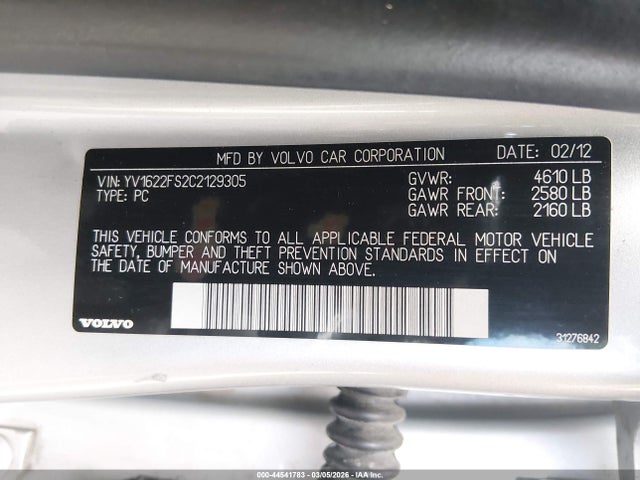 MFD BY VOLVO CAR CORPORATION DATE: 02/12
VIN: YV1622FS2C2129305 GVWR: 4610 LB
TYPE: PC GAWR FRONT: 2580 LB
GAWR REAR: 2160 LB
THIS VEHICLE CONFORMS TO ALL APPLICABLE FEDERAL MOTOR VEHICLE
SAFETY, BUMPER AND THEFT PREVENTION STANDARDS IN EFFECT ON
THE DATE OF MANUFACTURE SHOWN ABOVE.
VOLVO 31276842
000-44541783 - 03/05/2026 - IAAI.COM